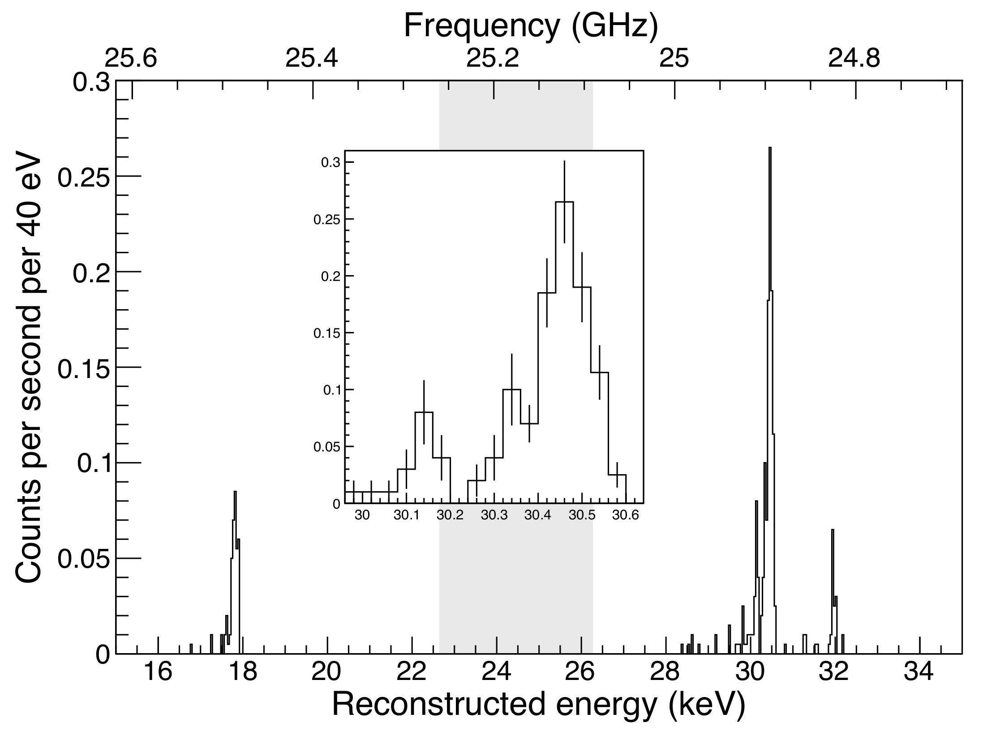 Frequency (GHz)
25.6 25.4 25.2 25 24.8
Counts per second per 40 eV
0.3
0.25
0.2
0.15
0.1
0.05
0
0.3
0.25
0.2
0.15
0.1
0.05
0
30 30.1 30.2 30.3 30.4 30.5 30.6
16 18 20 22 24 26 28 30 32 34
Reconstructed energy (keV)